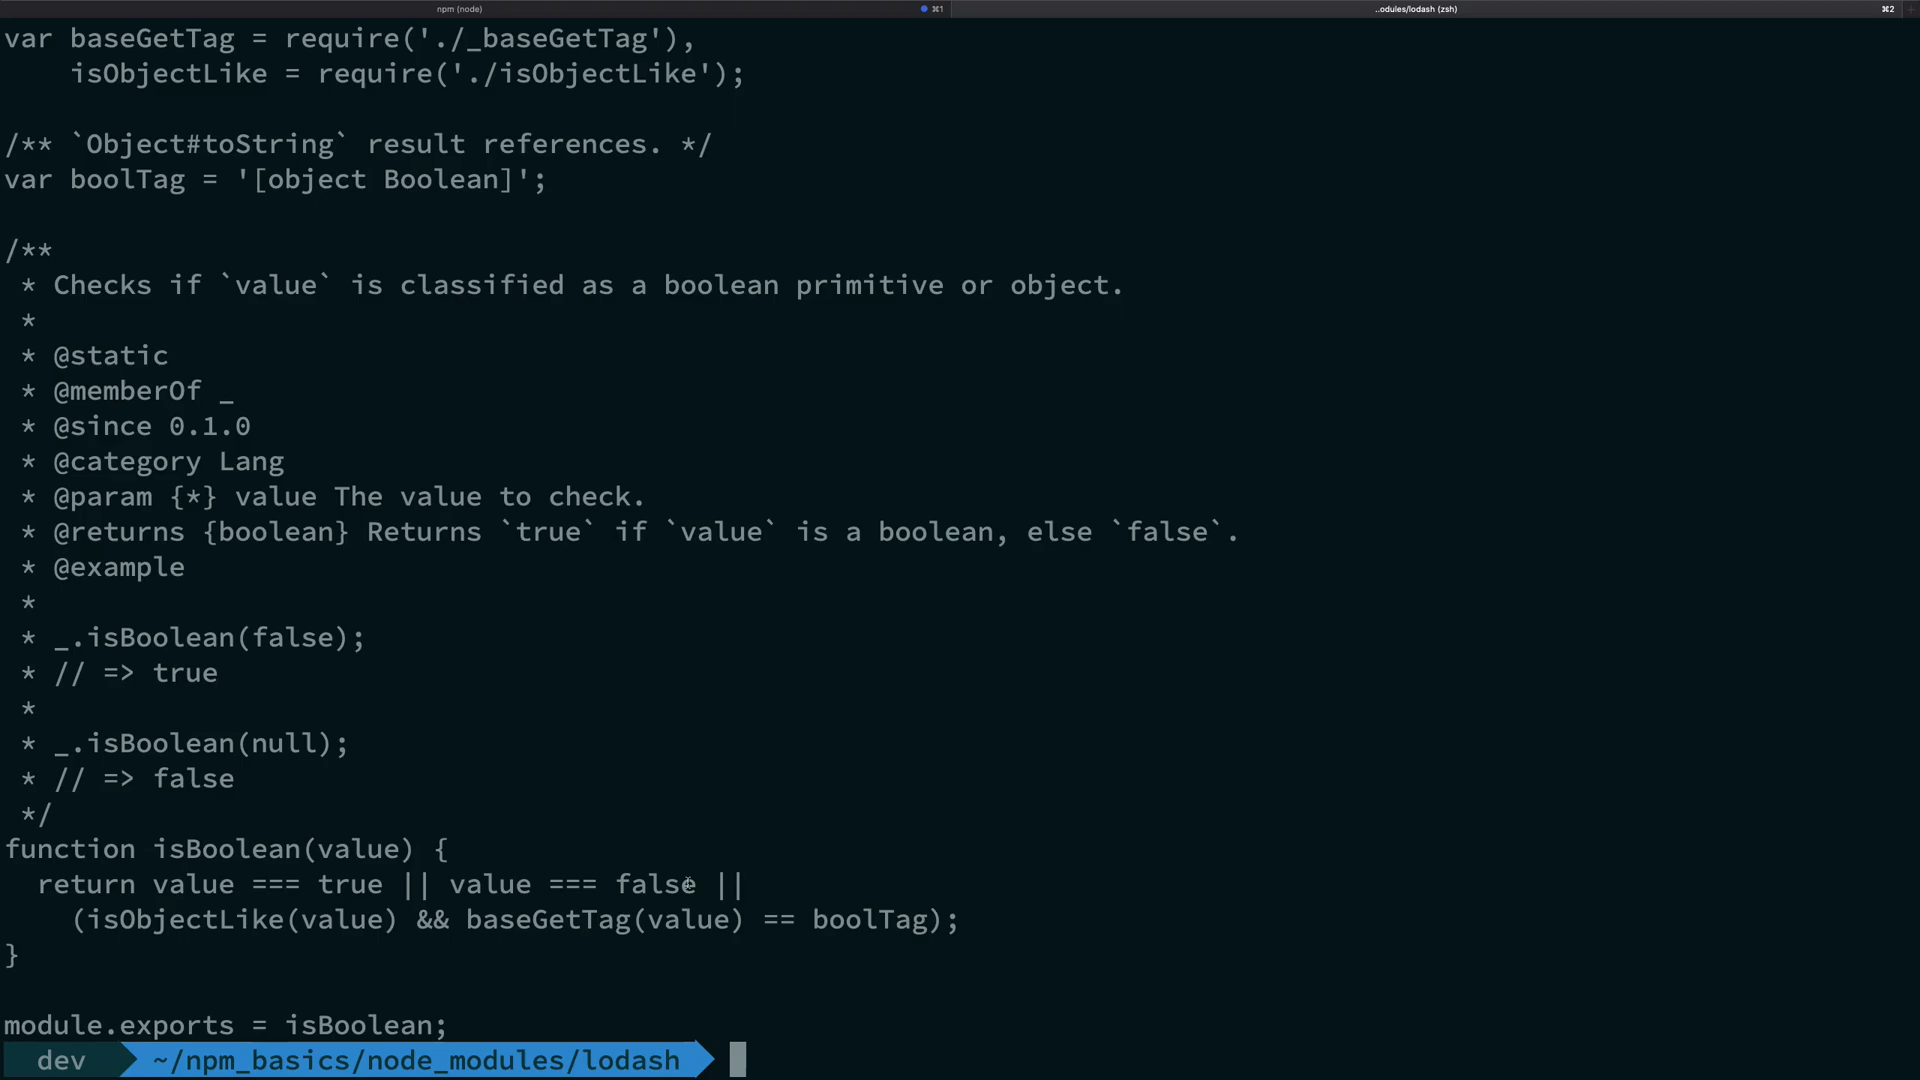 npm (node) ⌘1 ..odules/lodash (zsh) ⌘2
var baseGetTag = require('./_baseGetTag'),
    isObjectLike = require('./isObjectLike');

/** `Object#toString` result references. */
var boolTag = '[object Boolean]';

/**
 * Checks if `value` is classified as a boolean primitive or object.
 *
 * @static
 * @memberOf _
 * @since 0.1.0
 * @category Lang
 * @param {*} value The value to check.
 * @returns {boolean} Returns `true` if `value` is a boolean, else `false`.
 * @example
 *
 * _.isBoolean(false);
 * // => true
 *
 * _.isBoolean(null);
 * // => false
 */
function isBoolean(value) {
  return value === true || value === false ||
    (isObjectLike(value) && baseGetTag(value) == boolTag);
}

module.exports = isBoolean;
dev ~/npm_basics/node_modules/lodash